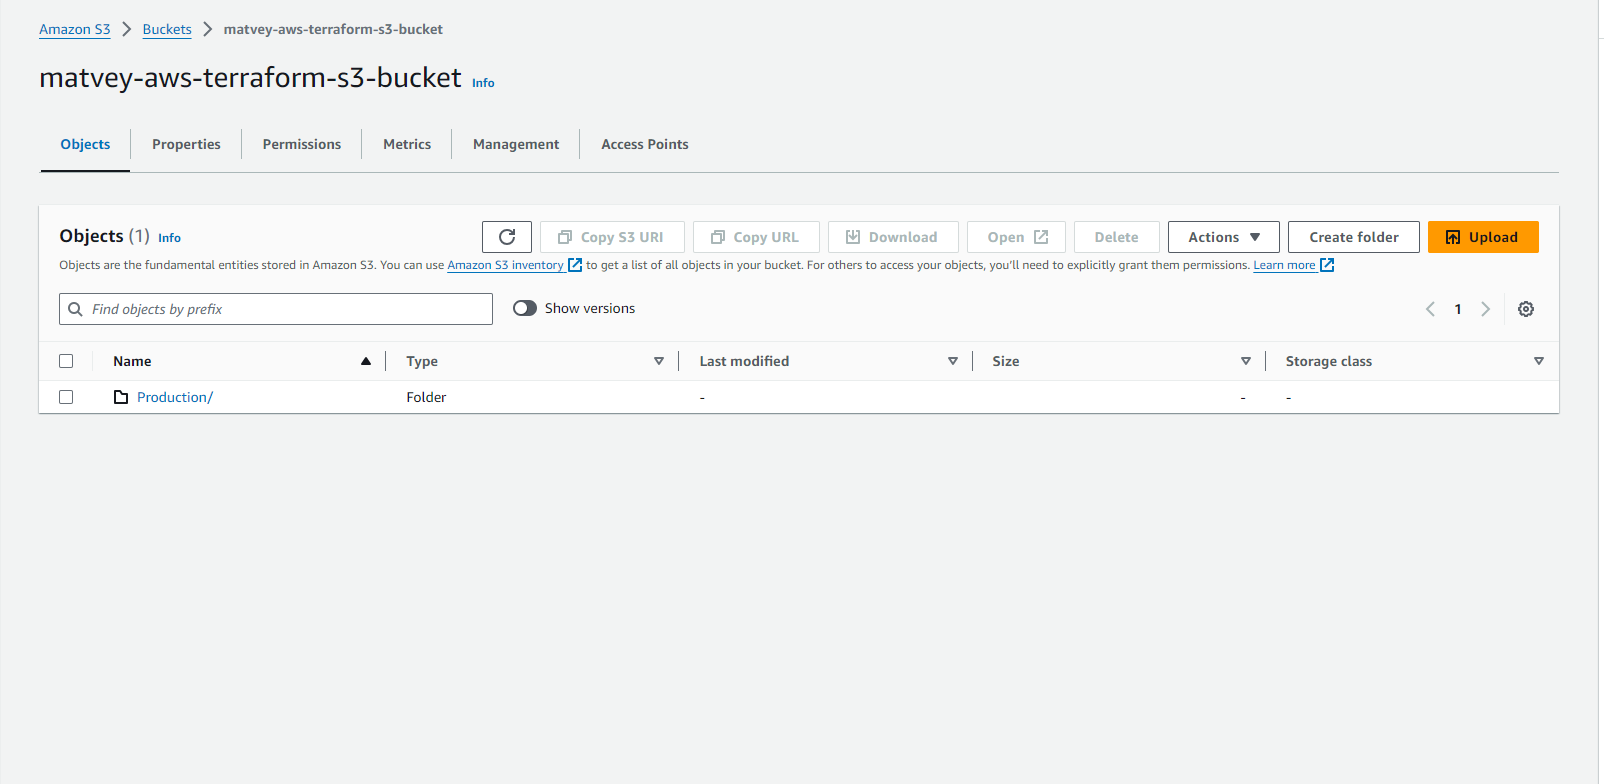 Amazon S3 Buckets matvey-aws-terraform-s3-bucket
matvey-aws-terraform-s3-bucket Info
Objects Properties Permissions Metrics Management Access Points
Objects (1) Info Copy S3 URI Copy URL Download Open Delete Actions Create folder Upload
Objects are the fundamental entities stored in Amazon S3. You can use Amazon S3 inventory to get a list of all objects in your bucket. For others to access your objects, you'll need to explicitly grant them permissions. Learn more
Find objects by prefix Show versions 1
Name Type Last modified Size Storage class
Production/ Folder - - -